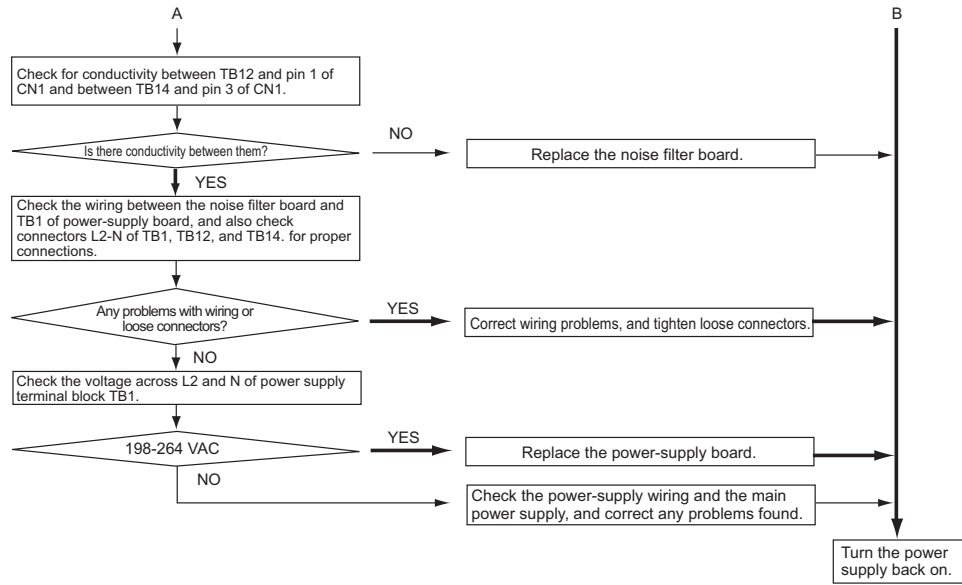 A
B
Check for conductivity between TB12 and pin 1 of
CN1 and between TB14 and pin 3 of CN1.
Is there conductivity between them?
NO
Replace the noise filter board.
YES
Check the wiring between the noise filter board and
TB1 of power-supply board, and also check
connectors L2-N of TB1, TB12, and TB14. for proper
connections.
Any problems with wiring or
loose connectors?
YES
Correct wiring problems, and tighten loose connectors.
NO
Check the voltage across L2 and N of power supply
terminal block TB1.
198-264 VAC
YES
Replace the power-supply board.
NO
Check the power-supply wiring and the main
power supply, and correct any problems found.
Turn the power
supply back on.